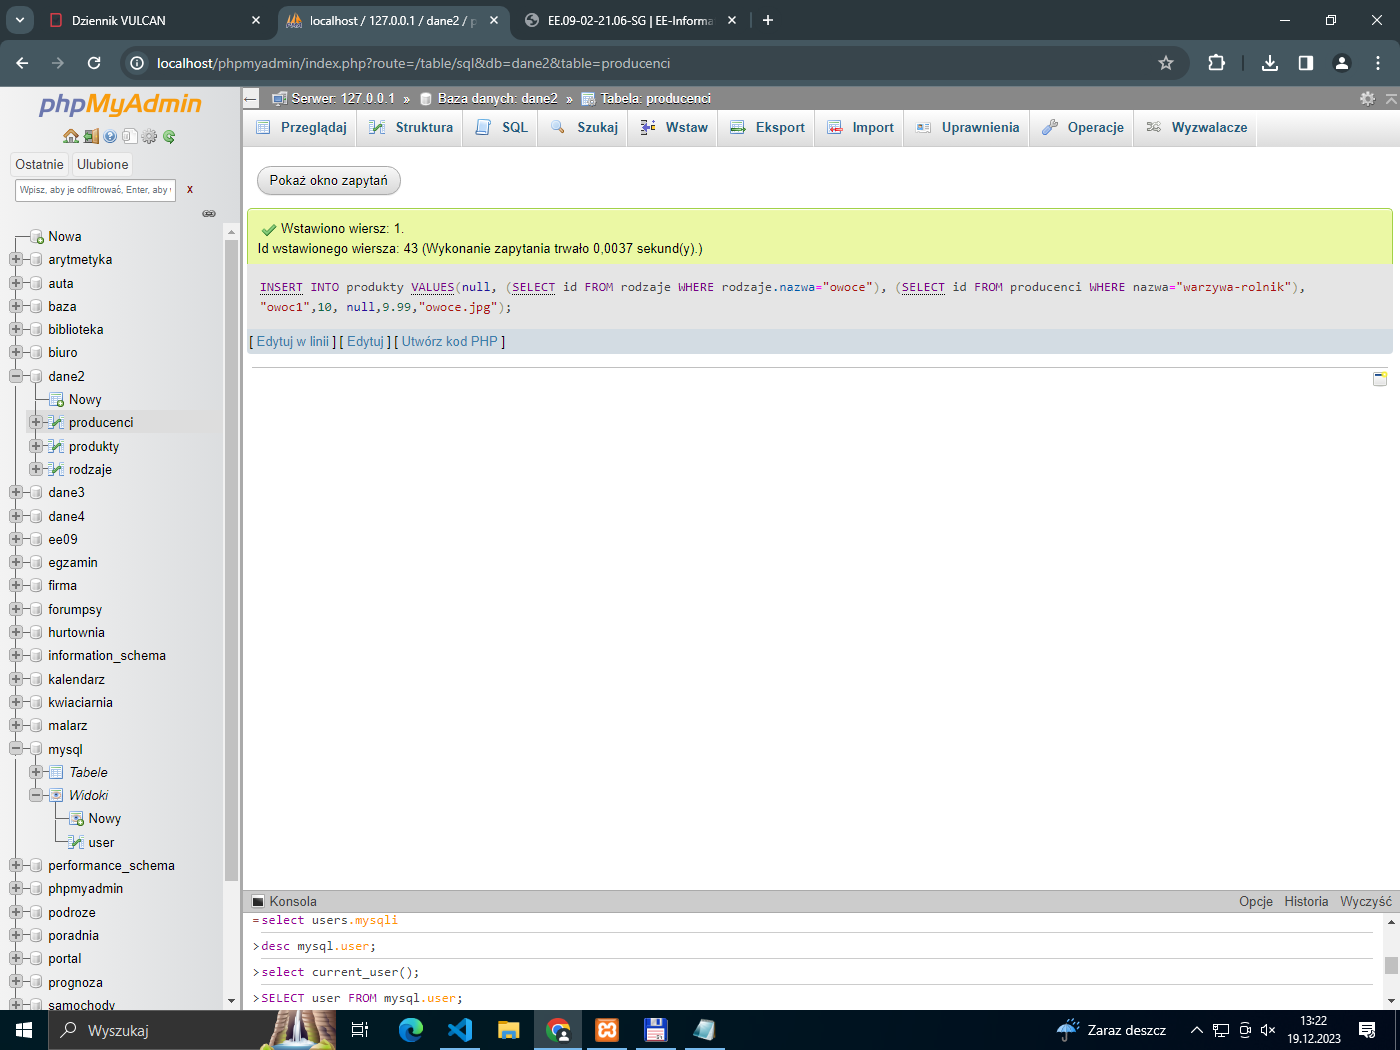 Dziennik VULCAN
localhost / 127.0.0.1 / dane2 / p
EE.09-02-21.06-SG | EE-Informa
localhost/phpmyadmin/index.php?route=/table/sql&db=dane2&table=producenci
phpMyAdmin
Ostatnie
Ulubione
Wpisz, aby je odfiltrować, Enter, aby
X
Nowa
arytmetyka
auta
baza
biblioteka
biuro
dane2
Nowy
producenci
produkty
rodzaje
dane3
dane4
ee09
egzamin
firma
forumpsy
hurtownia
information_schema
kalendarz
kwiaciarnia
malarz
mysql
Tabele
Widoki
Nowy
user
performance_schema
phpmyadmin
podroze
poradnia
portal
prognoza
samochody
Serwer: 127.0.0.1 » Baza danych: dane2 » Tabela: producenci
Przeglądaj Struktura SQL Szukaj Wstaw Eksport Import Uprawnienia Operacje Wyzwalacze
Pokaż okno zapytań
Wstawiono wiersz: 1.
Id wstawionego wiersza: 43 (Wykonanie zapytania trwało 0,0037 sekund(y).)
INSERT INTO produkty VALUES(null, (SELECT id FROM rodzaje WHERE rodzaje.nazwa="owoce"), (SELECT id FROM producenci WHERE nazwa="warzywa-rolnik"),
"owoc1",10, null,9.99,"owoce.jpg");
[ Edytuj w linii ] [ Edytuj ] [ Utwórz kod PHP ]
Konsola
Opcje Historia Wyczyść
=select users.mysqli
>desc mysql.user;
>select current_user();
>SELECT user FROM mysql.user;
Wyszukaj
Zaraz deszcz
13:22
19.12.2023